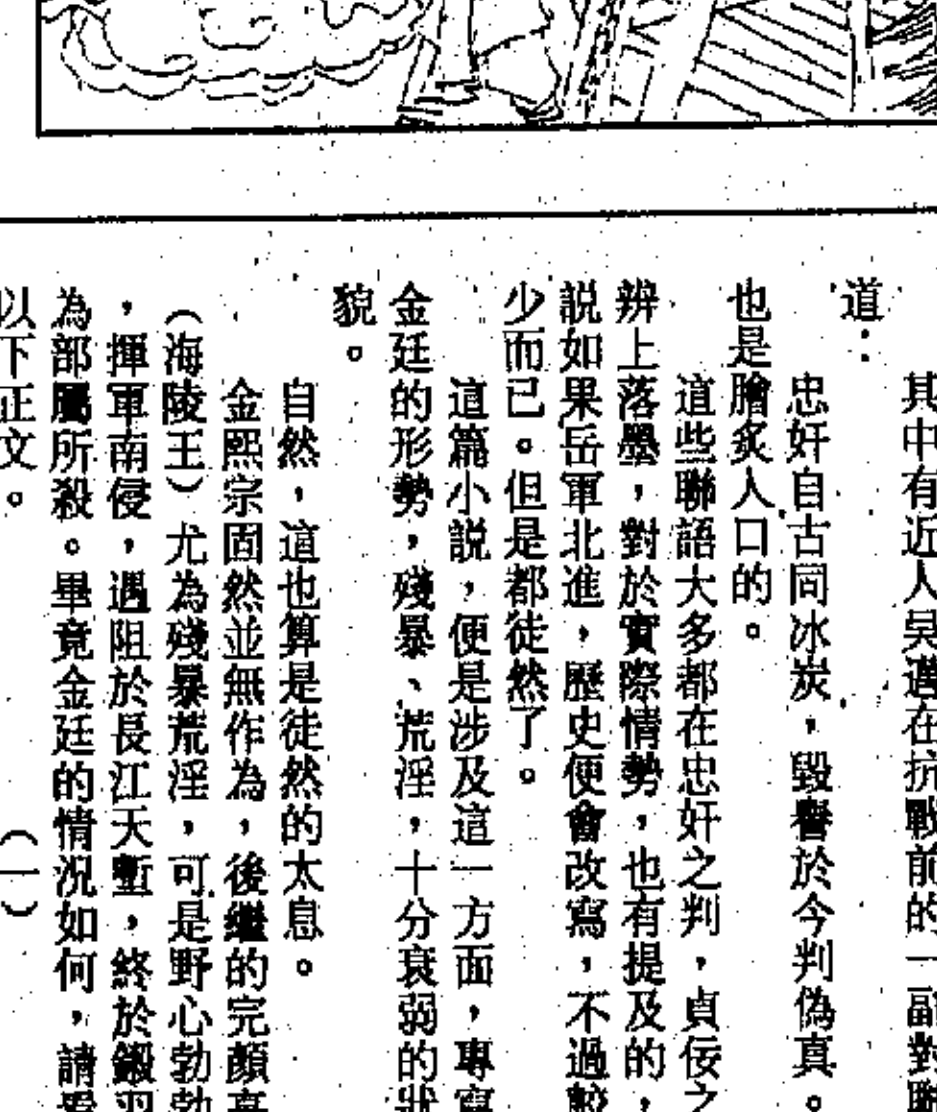 其中有近人吳邁在抗戰前的一副對聯
道：
忠奸自古同冰炭，毀譽於今判偽真。
也是膾炙人口的。
這些聯語大多都在忠奸之判，貞佞之
辨上落墨，對於實際情勢，也有提及的，
説如果岳軍北進，歷史便會改寫，不過較
少而已。但是都徒然了。
這篇小説，便是涉及這一方面，專寫
金廷的形勢，殘暴、荒淫，十分衰弱的狀
貌。
自然，這也算是徒然的太息。
金熙宗固然並無作為，後繼的完顏
（海陵王）尤為殘暴荒淫，可是野心勃勃
，揮軍南侵，遇阻於長江天塹，終於鎩羽
為部屬所殺。畢竟金廷的情況如何，請看
以下正文。
（一）